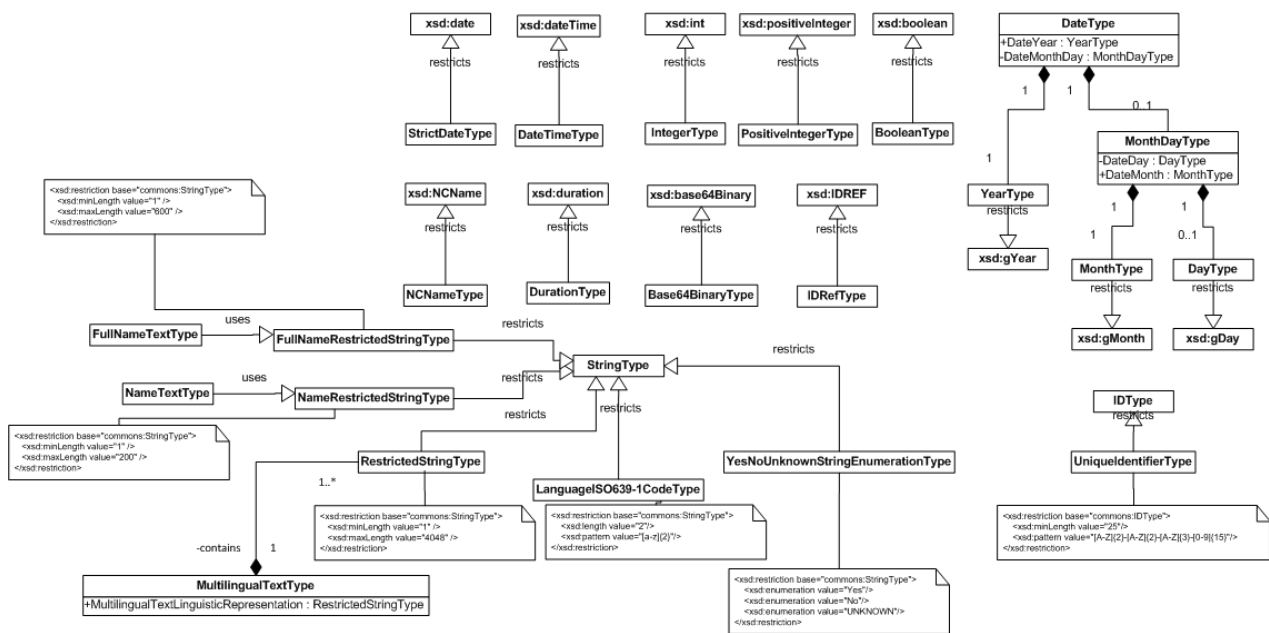 xsd:date
xsd:dateTime
xsd:int
xsd:positiveInteger
xsd:boolean
restricts
restricts
restricts
restricts
restricts
StrictDateType
DateTimeType
IntegerType
PositiveIntegerType
BooleanType
DateType
+DateYear : YearType
-DateMonthDay : MonthDayType
1
1
0..1
1
MonthDayType
-DateDay : DayType
+DateMonth : MonthType
YearType
restricts
xsd:gYear
1
1
1
0..1
MonthType
restricts
xsd:gMonth
DayType
restricts
xsd:gDay
xsd:NCName
xsd:duration
xsd:base64Binary
xsd:IDREF
restricts
restricts
restricts
restricts
NCNameType
DurationType
Base64BinaryType
IDRefType
<xsd:restriction base="commons:StringType">
<xsd:minLength value="1" />
<xsd:maxLength value="600" />
</xsd:restriction>
FullNameTextType
uses
FullNameRestrictedStringType
restricts
StringType
restricts
NameTextType
uses
NameRestrictedStringType
restricts
restricts
restricts
<xsd:restriction base="commons:StringType">
<xsd:minLength value="1" />
<xsd:maxLength value="200" />
</xsd:restriction>
RestrictedStringType
1..*
LanguageISO639-1CodeType
YesNoUnknownStringEnumerationType
IDType
restricts
UniqueIdentifierType
<xsd:restriction base="commons:StringType">
<xsd:minLength value="1" />
<xsd:maxLength value="4048" />
</xsd:restriction>
<xsd:restriction base="commons:StringType">
<xsd:length value="2"/>
<xsd:pattern value="[a-z]{2}"/>
</xsd:restriction>
<xsd:restriction base="commons:IDType">
<xsd:minLength value="25"/>
<xsd:pattern value="[A-Z]{2}-[A-Z]{2}-[A-Z]{3}-[0-9]{15}"/>
</xsd:restriction>
-contains
1
MultilingualTextType
+MultilingualTextLinguisticRepresentation : RestrictedStringType
<xsd:restriction base="commons:StringType">
<xsd:enumeration value="Yes"/>
<xsd:enumeration value="No"/>
<xsd:enumeration value="UNKNOWN"/>
</xsd:restriction>